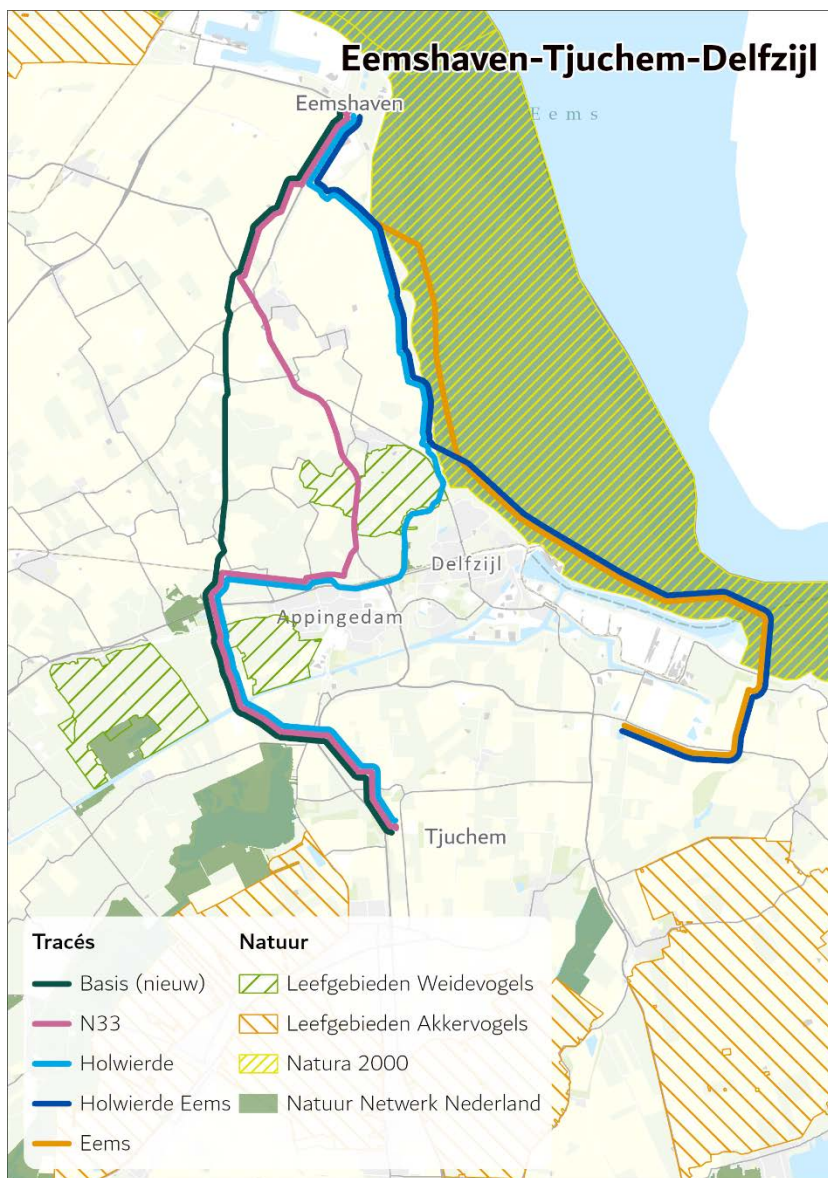 Eemshaven-Tjuchem-Delfzijl
Eemshaven
Eems
Delfzijl
Appingedam
Tjuchem
Tracés
Basis (nieuw)
N33
Holwierde
Holwierde Eems
Eems
Natuur
Leefgebieden Weidevogels
Leefgebieden Akkervogels
Natura 2000
Natuur Netwerk Nederland